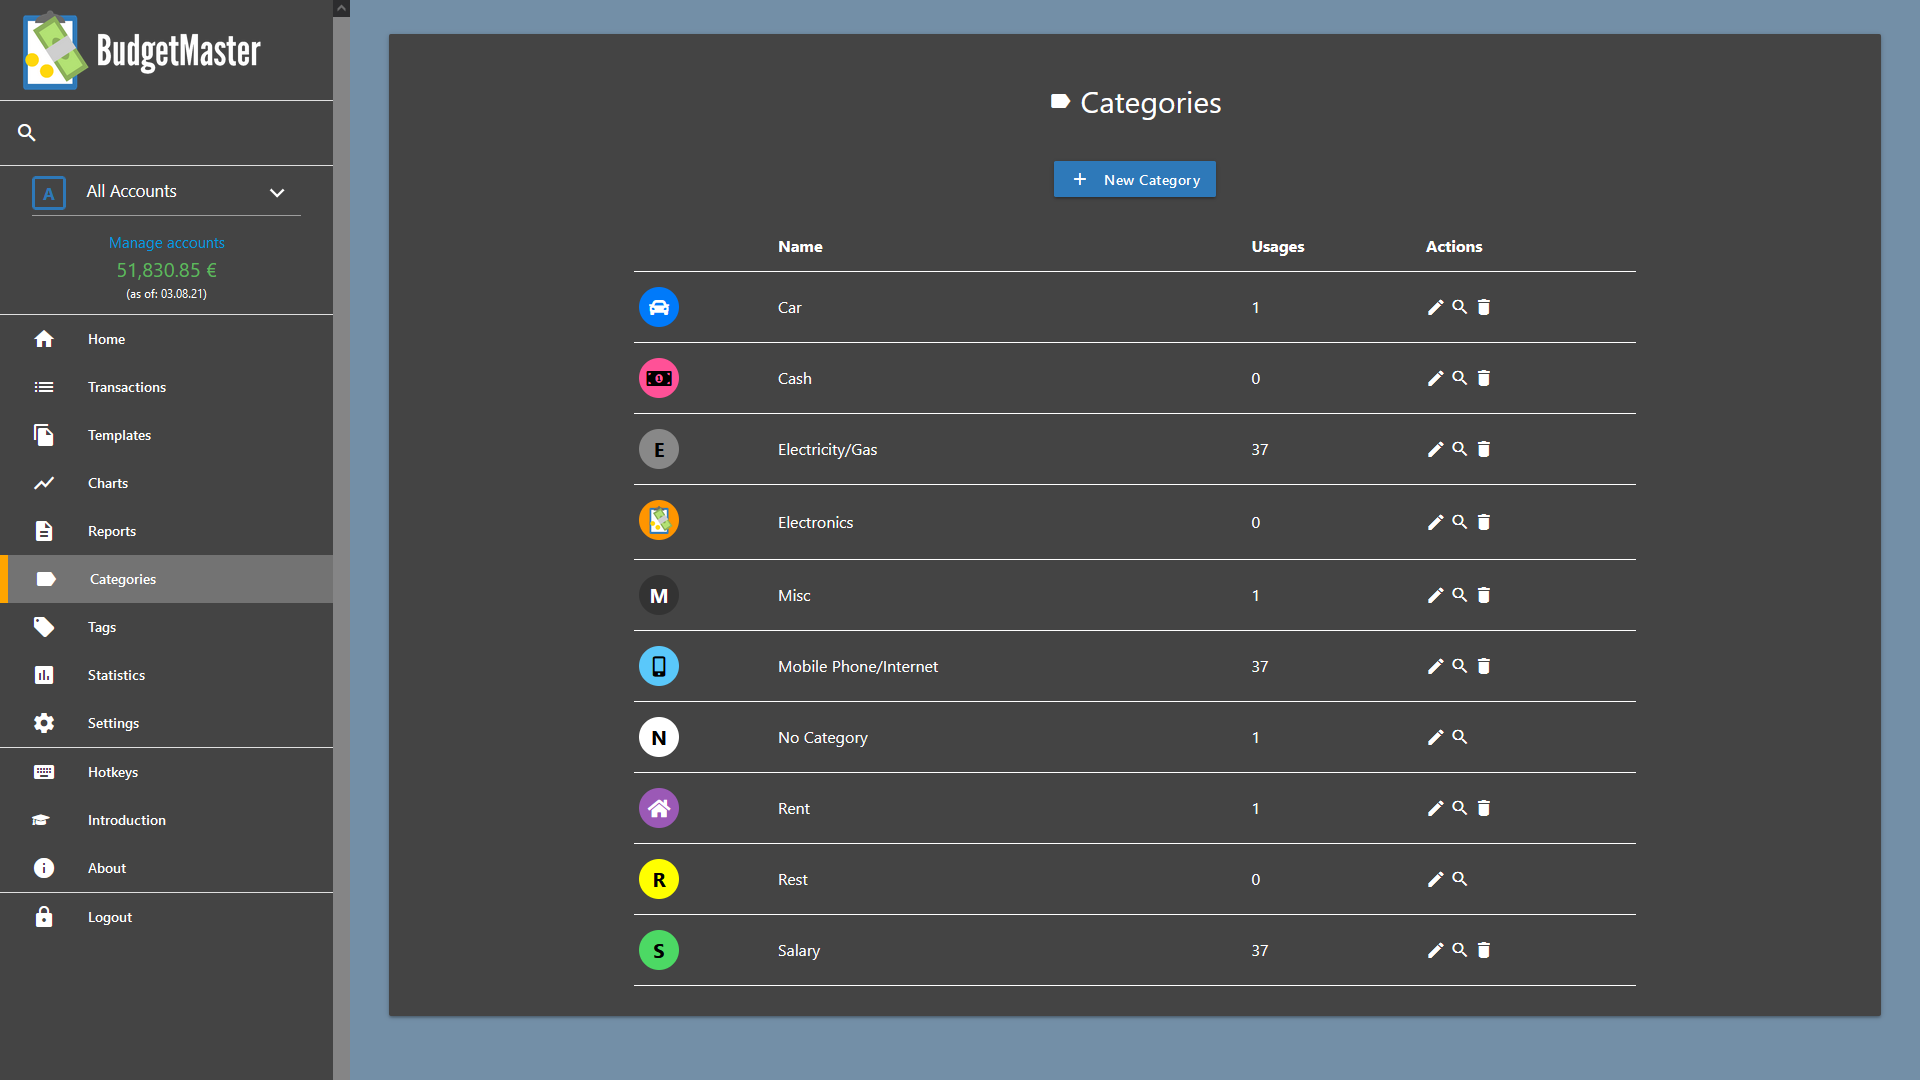 BudgetMaster
A All Accounts
Manage accounts
51,830.85 €
(as of: 03.08.21)
Home
Transactions
Templates
Charts
Reports
Categories
Tags
Statistics
Settings
Hotkeys
Introduction
About
Logout
Categories
New Category
Name Usages Actions
Car 1
Cash 0
E Electricity/Gas 37
Electronics 0
M Misc 1
Mobile Phone/Internet 37
N No Category 1
Rent 1
R Rest 0
S Salary 37